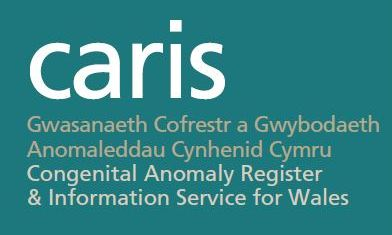 caris
Gwasanaeth Cofrestr a Gwybodaeth
Anomaleddau Cynhenid Cymru
Congenital Anomaly Register
& Information Service for Wales